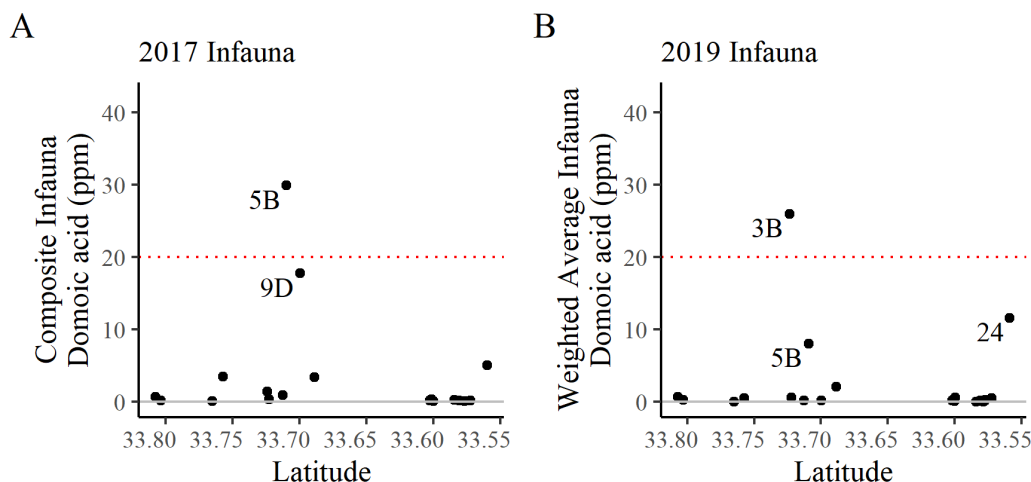 A
2017 Infauna
Composite Infauna
Domoic acid (ppm)
40
30
20
10
0
5B
9D
33.80 33.75 33.70 33.65 33.60 33.55
Latitude
B
2019 Infauna
Weighted Average Infauna
Domoic acid (ppm)
40
30
20
10
0
3B
5B
24
33.80 33.75 33.70 33.65 33.60 33.55
Latitude